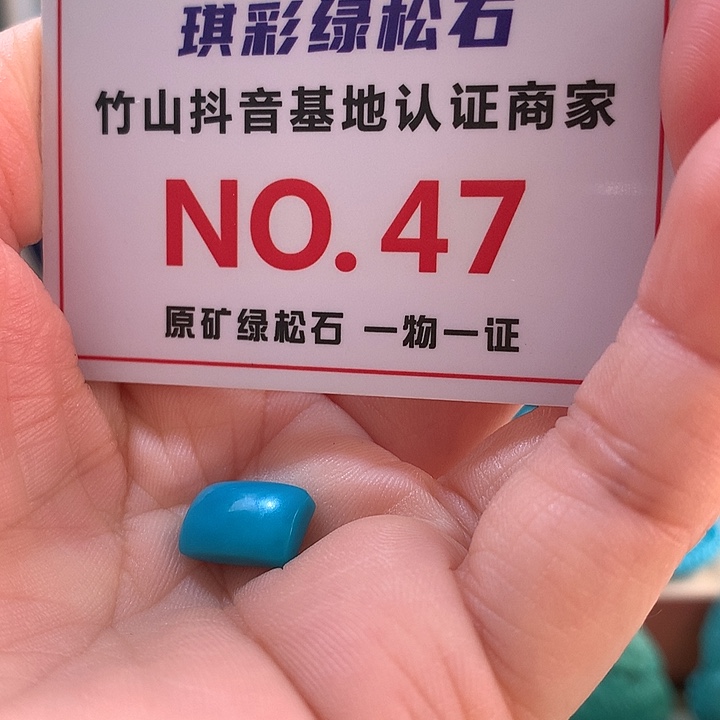 琪彩绿松石
竹山抖音基地认证商家
NO.47
原矿绿松石 一物一证